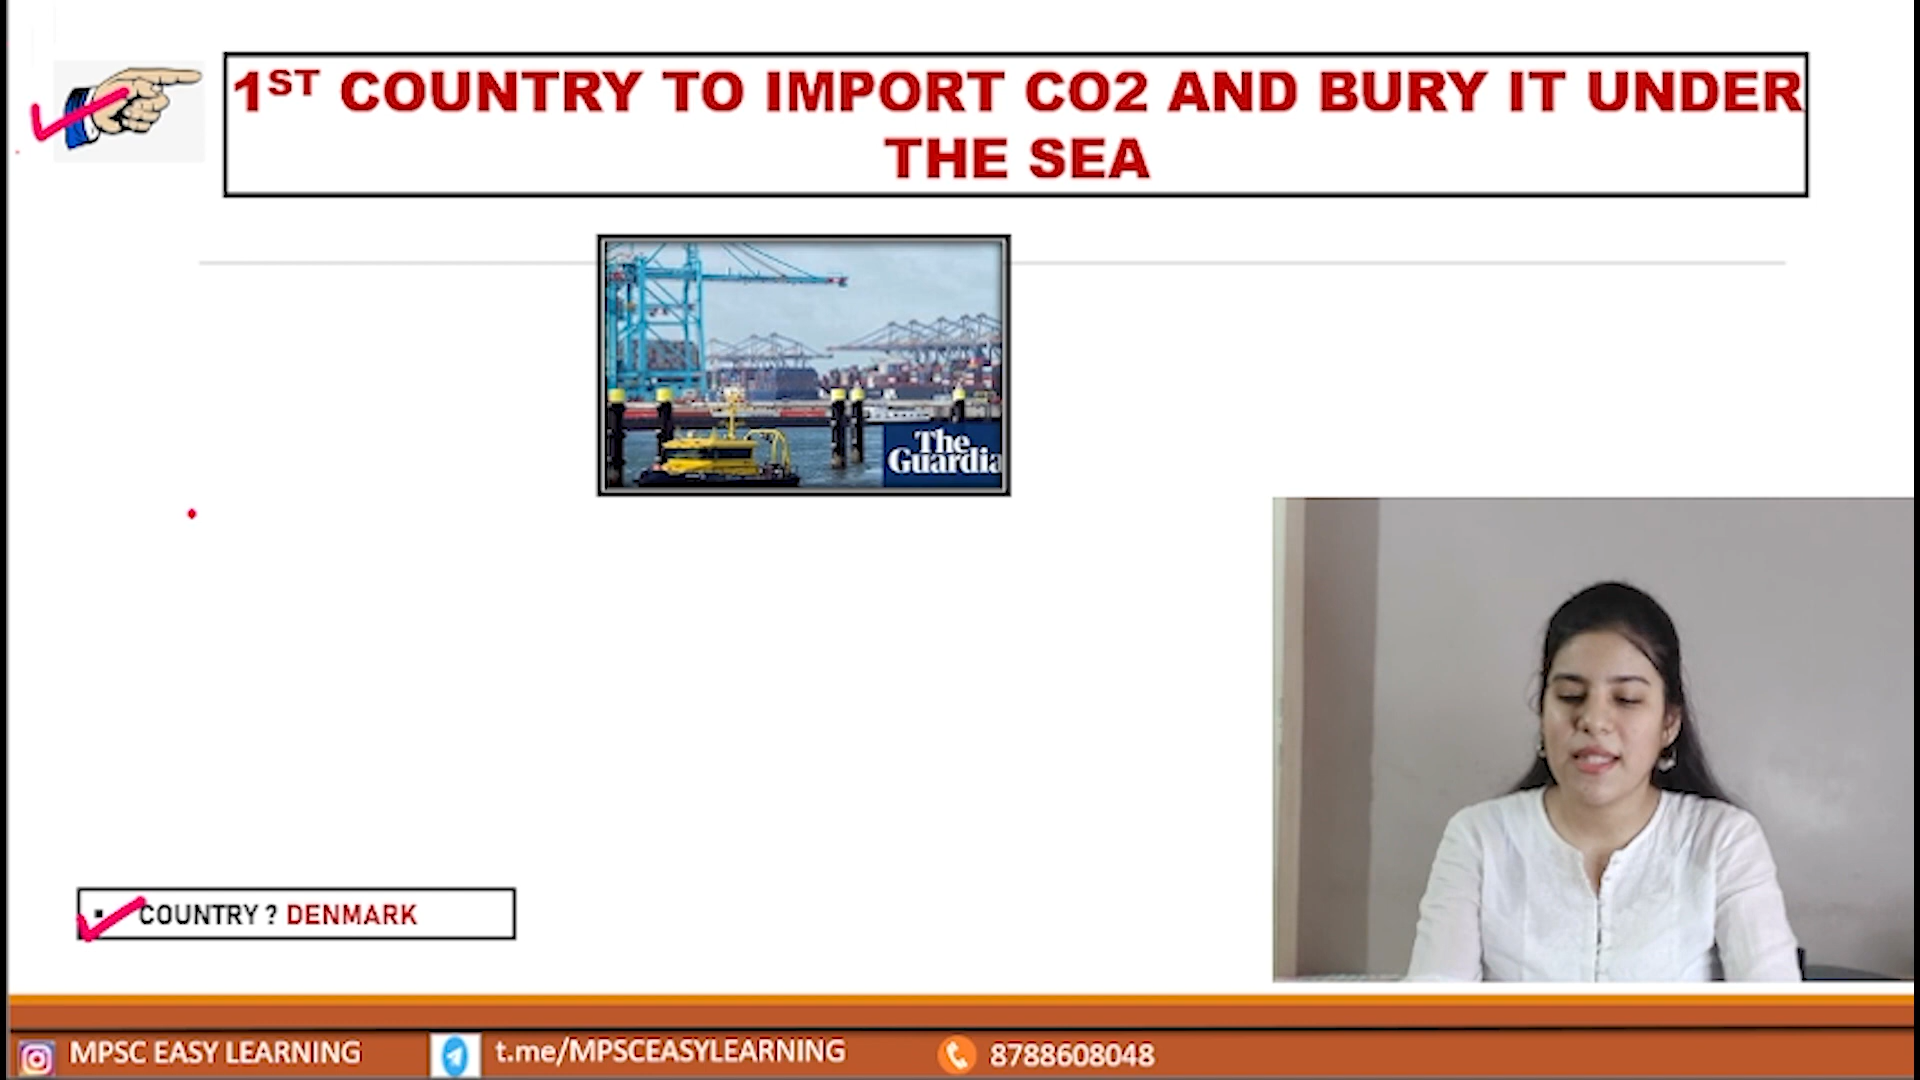 1ST COUNTRY TO IMPORT CO2 AND BURY IT UNDER
THE SEA
The
Guardia
COUNTRY ? DENMARK
MPSC EASY LEARNING
t.me/MPSCEASYLEARNING
8788608048